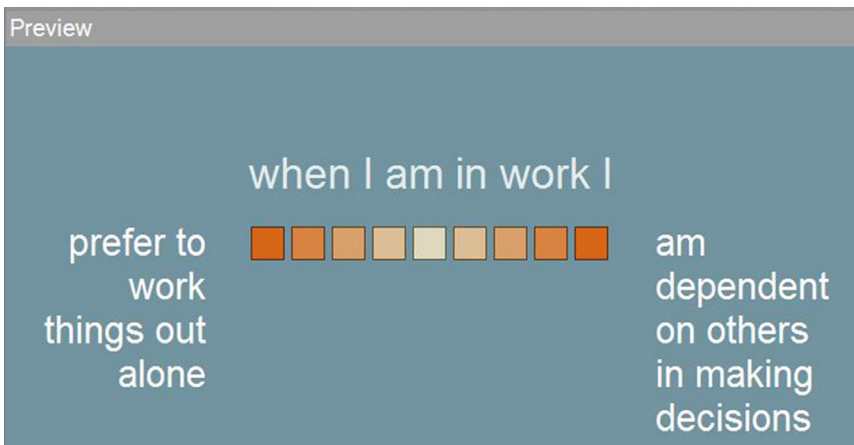 Preview
when I am in work I
prefer to
work
things out
alone
am
dependent
on others
in making
decisions